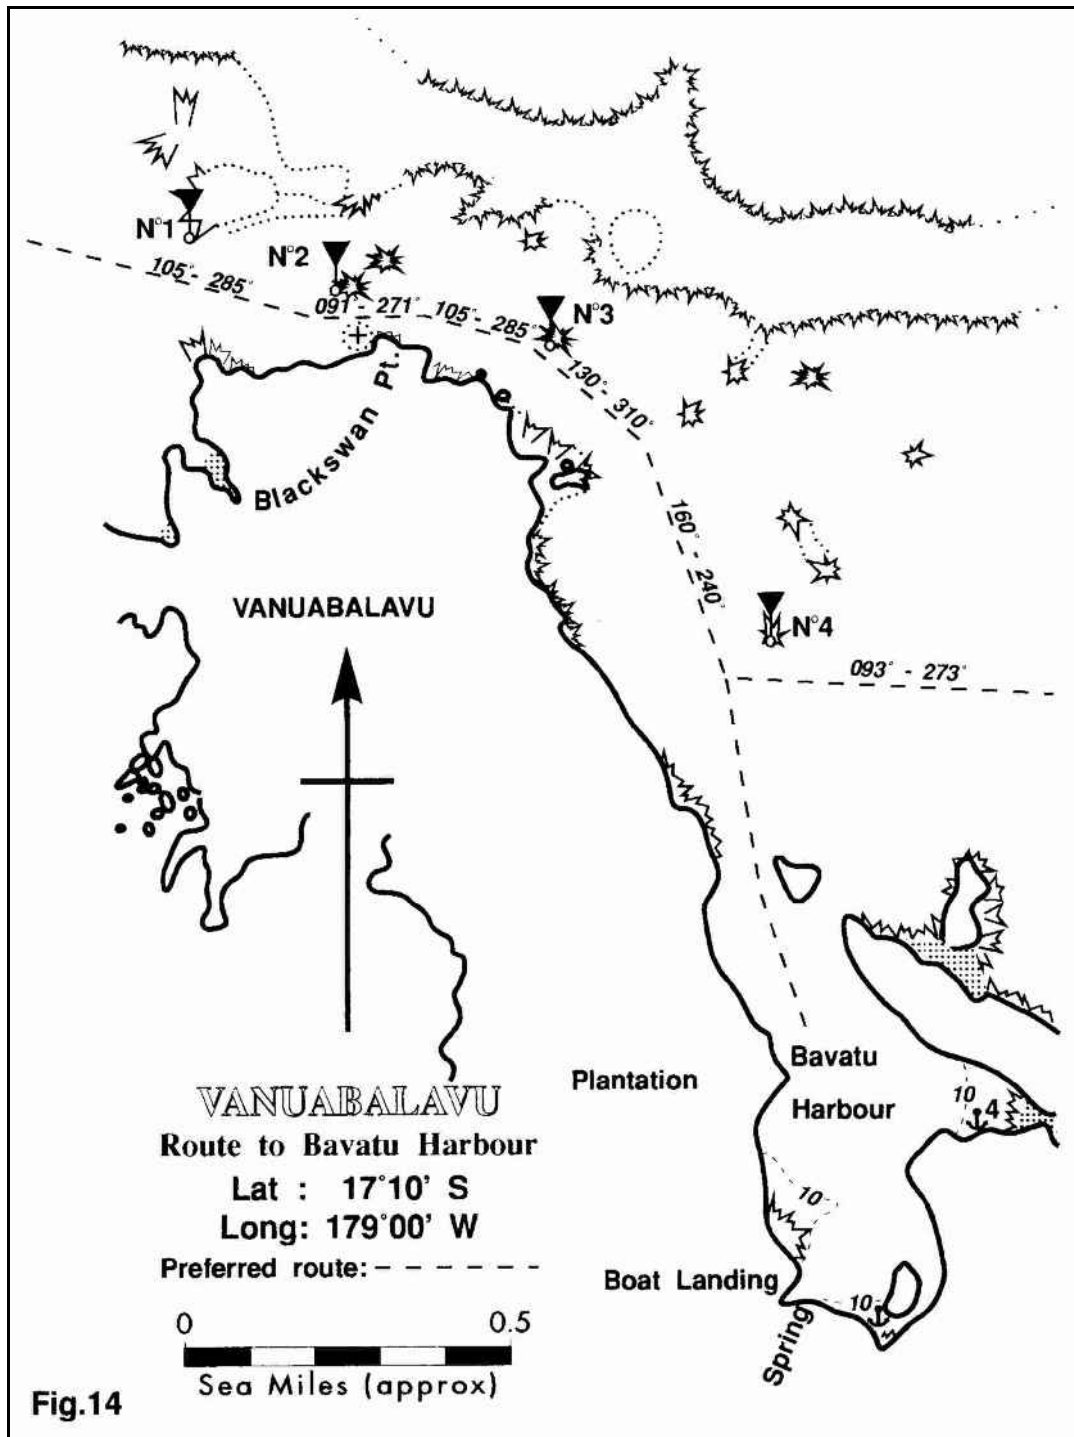 N°1
N°2
105° - 285°
091° - 271°
105° - 285°
N°3
130° - 310°
Blackswan Pt.
160° - 240°
VANUABALAVU
N°4
093° - 273°
Bavatu
Harbour
Plantation
10
4
VANUABALAVU
Route to Bavatu Harbour
Lat : 17°10' S
Long: 179°00' W
Preferred route:
10
Boat Landing
10
Spring
0 0.5
Sea Miles (approx)
Fig.14